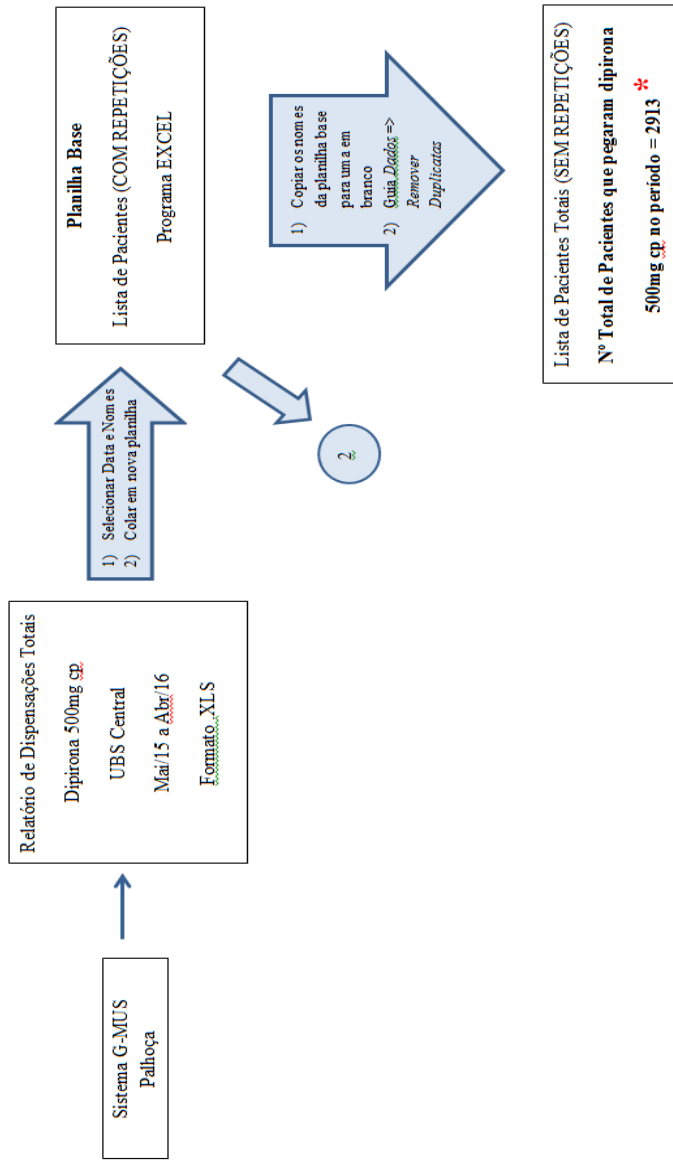 Sistema G-MUS
Palhoça
Relatório de Dispensações Totais
Dipirona 500mg cp
UBS Central
Mai/15 a Abr/16
Formato .XLS
1) Selecionar Data e Nomes
2) Colar em nova planilha
Planilha Base
Lista de Pacientes (COM REPETIÇÕES)
Programa EXCEL
2
1) Copiar os nomes
da planilha base
para uma em
branco
2) Guia Dados =>
Remover
Duplicatas
Lista de Pacientes Totais (SEM REPETIÇÕES)
Nº Total de Pacientes que pegaram dipirona
500mg cp no período = 2913 *